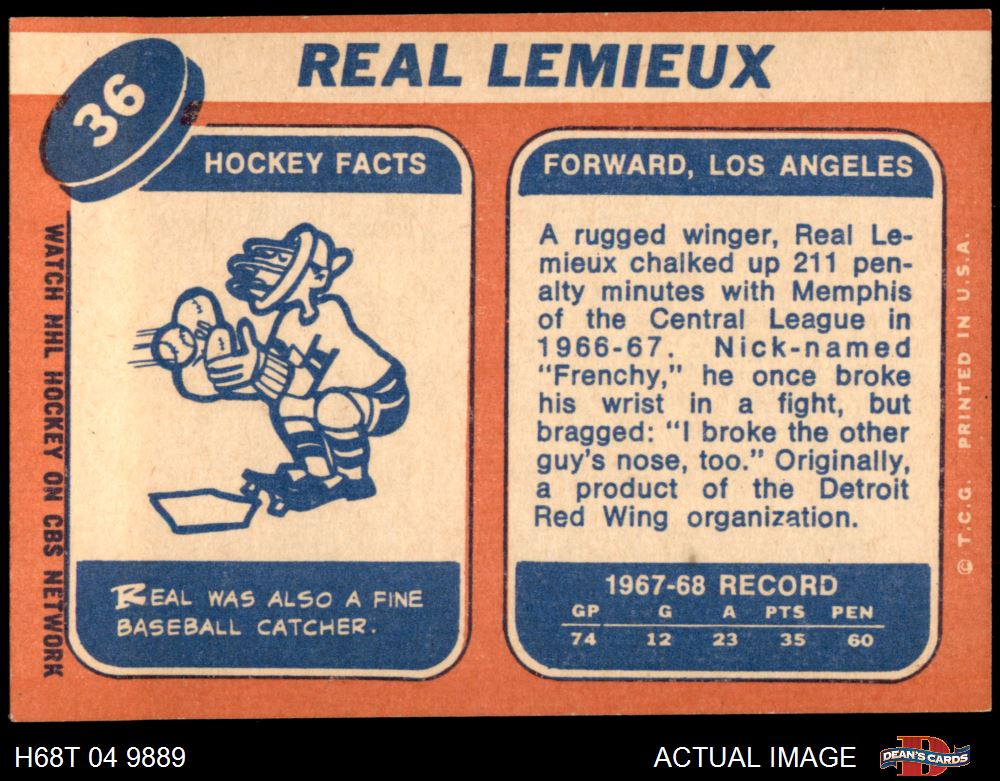 36
REAL LEMIEUX
HOCKEY FACTS
REAL WAS ALSO A FINE
BASEBALL CATCHER.
FORWARD, LOS ANGELES
A rugged winger, Real Le-
mieux chalked up 211 pen-
alty minutes with Memphis
of the Central League in
1966-67. Nick-named
"Frenchy," he once broke
his wrist in a fight, but
bragged: "I broke the other
guy's nose, too." Originally,
a product of the Detroit
Red Wing organization.
1967-68 RECORD
GP G A PTS PEN
74 12 23 35 60
WATCH NHL HOCKEY ON CBS NETWORK
© T.C.G. PRINTED IN U.S.A.
H68T 04 9889
ACTUAL IMAGE
D
DEAN'S CARDS